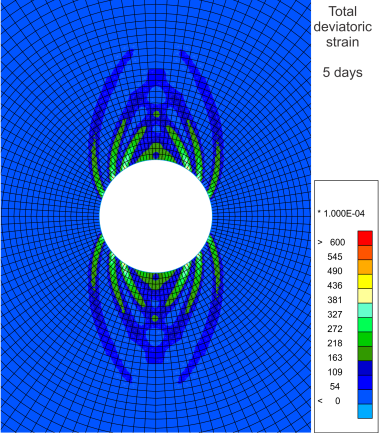 Total
deviatoric
strain
5 days
* 1.000E-04
> 600
545
490
436
381
327
272
218
163
109
54
< 0